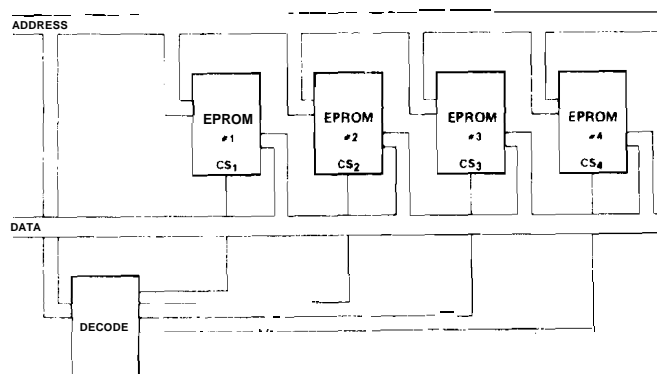 ADDRESS
EPROM
#1
CS1
EPROM
#2
CS2
EPROM
#3
CS3
EPROM
#4
CS4
DATA
DECODE